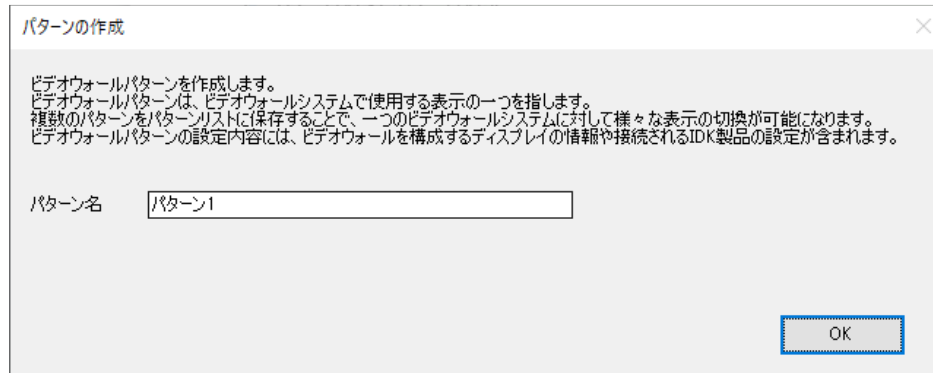 パターンの作成
ビデオウォールパターンを作成します。
ビデオウォールパターンは、ビデオウォールシステムで使用する表示の一つを指します。
複数のパターンをパターンリストに保存することで、一つのビデオウォールシステムに対して様々な表示の切換が可能になります。
ビデオウォールパターンの設定内容には、ビデオウォールを構成するディスプレイの情報や接続されるIDK製品の設定が含まれます。
パターン名 パターン1
OK